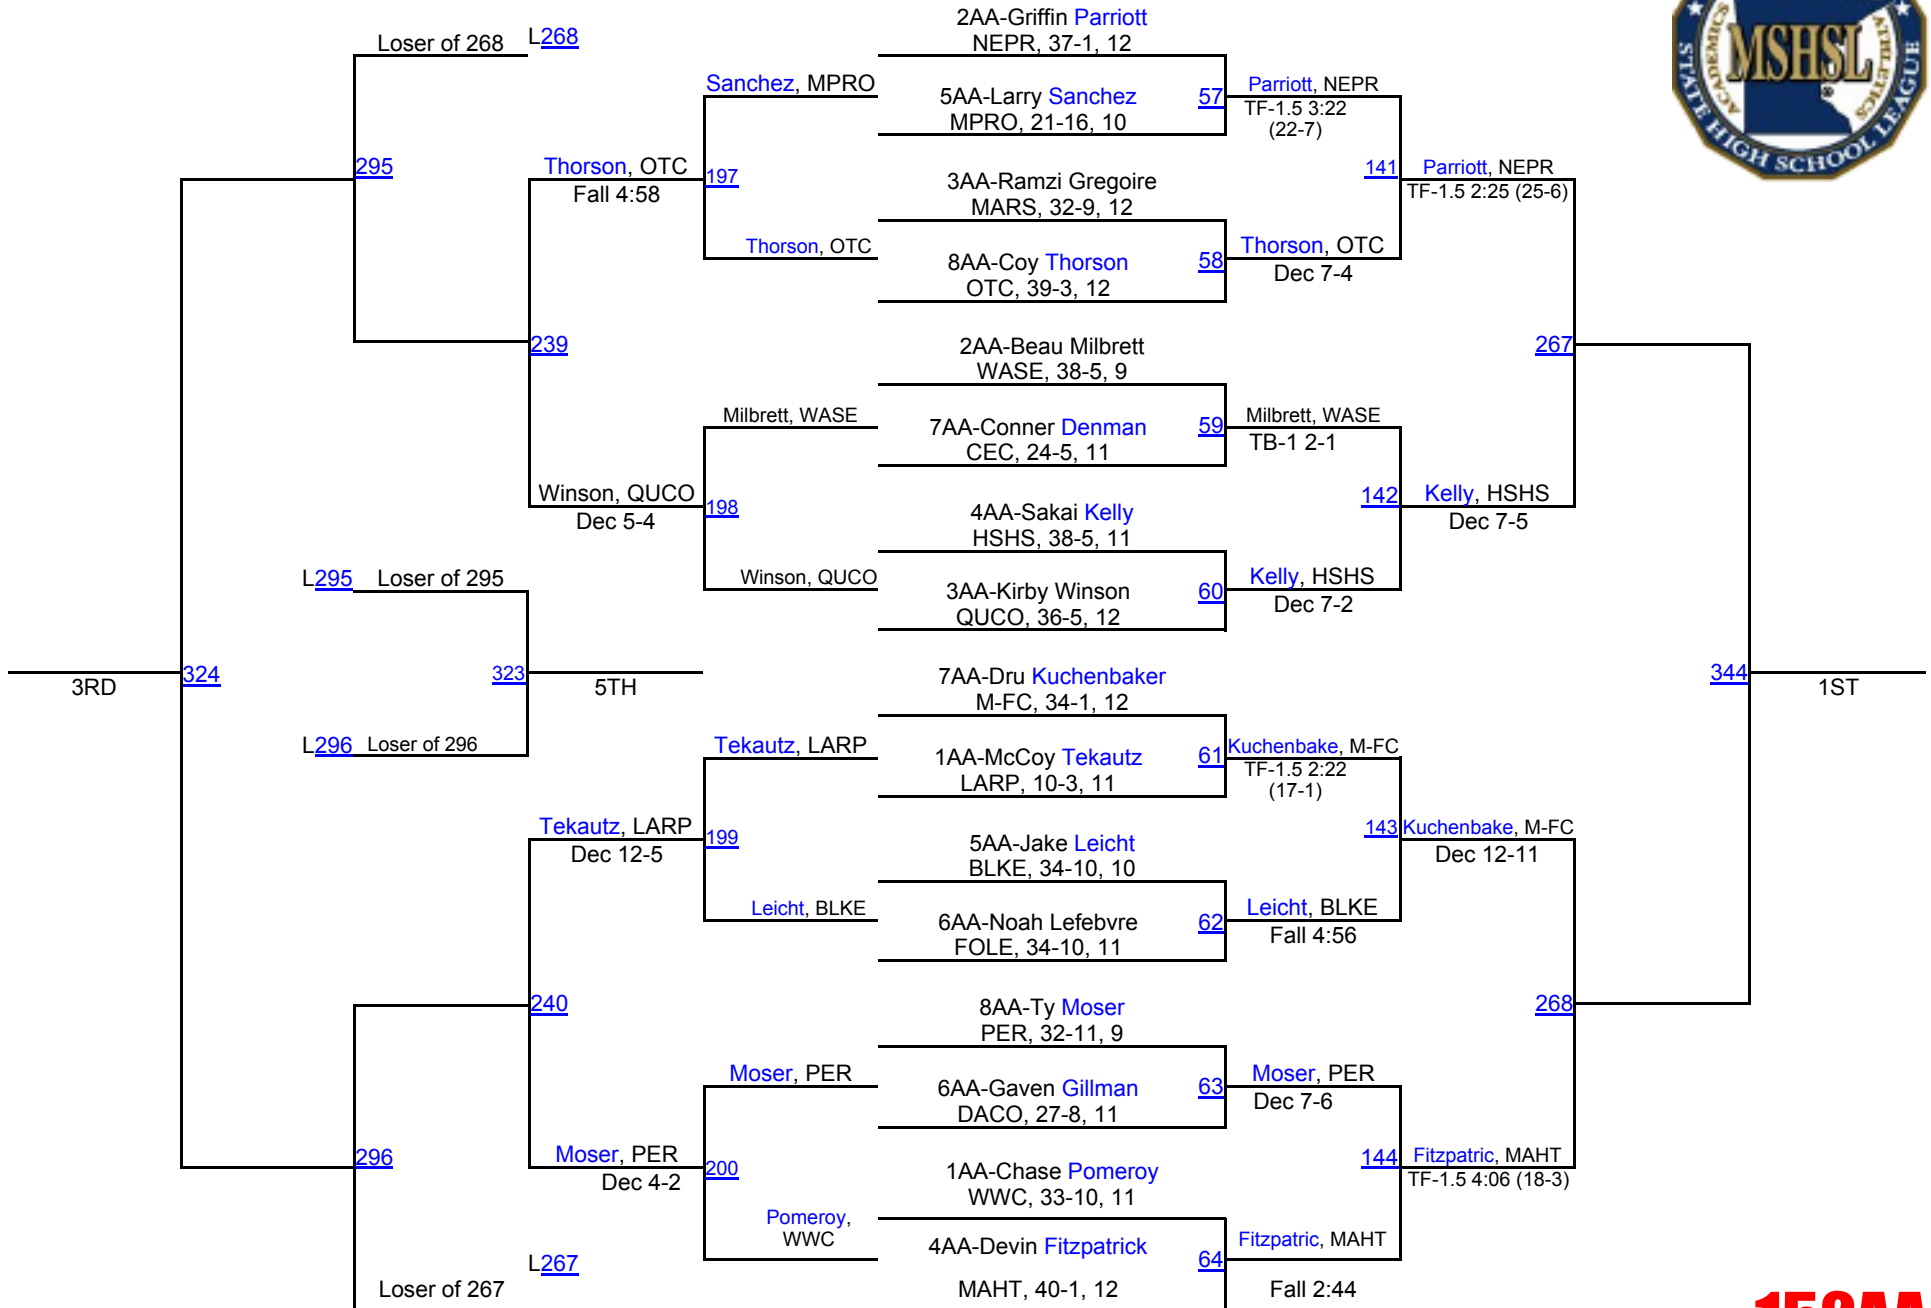 2AA-Griffin Parriott
NEPR, 37-1, 12
5AA-Larry Sanchez
MPRO, 21-16, 10
57
3AA-Ramzi Gregoire
MARS, 32-9, 12
8AA-Coy Thorson
OTC, 39-3, 12
58
2AA-Beau Milbrett
WASE, 38-5, 9
7AA-Conner Denman
CEC, 24-5, 11
59
4AA-Sakai Kelly
HSHS, 38-5, 11
3AA-Kirby Winson
QUCO, 36-5, 12
60
7AA-Dru Kuchenbaker
M-FC, 34-1, 12
1AA-McCoy Tekautz
LARP, 10-3, 11
61
5AA-Jake Leicht
BLKE, 34-10, 10
6AA-Noah Lefebvre
FOLE, 34-10, 11
62
8AA-Ty Moser
PER, 32-11, 9
6AA-Gaven Gillman
DACO, 27-8, 11
63
1AA-Chase Pomeroy
WWC, 33-10, 11
4AA-Devin Fitzpatrick
MAHT, 40-1, 12
64
Parriott, NEPR
TF-1.5 3:22
(22-7)
141
Thorson, OTC
Dec 7-4
Milbrett, WASE
TB-1 2-1
142
Kelly, HSHS
Dec 7-2
Kuchenbake, M-FC
TF-1.5 2:22
(17-1)
143
Leicht, BLKE
Fall 4:56
Moser, PER
Dec 7-6
144
Fitzpatric, MAHT
Fall 2:44
Parriott, NEPR
TF-1.5 2:25 (25-6)
267
Kelly, HSHS
Dec 7-5
Kuchenbake, M-FC
Dec 12-11
268
Fitzpatric, MAHT
TF-1.5 4:06 (18-3)
344
1ST
Sanchez, MPRO
197
Thorson, OTC
Milbrett, WASE
198
Winson, QUCO
Tekautz, LARP
199
Leicht, BLKE
Moser, PER
200
Pomeroy,
WWC
Thorson, OTC
Fall 4:58
239
Winson, QUCO
Dec 5-4
Tekautz, LARP
Dec 12-5
240
Moser, PER
Dec 4-2
Loser of 268
L268
295
L295
Loser of 295
323
5TH
L296
Loser of 296
296
L267
Loser of 267
324
3RD
ACADEMICS
ATHLETICS
MSHSL
®
STATE HIGH SCHOOL LEAGUE